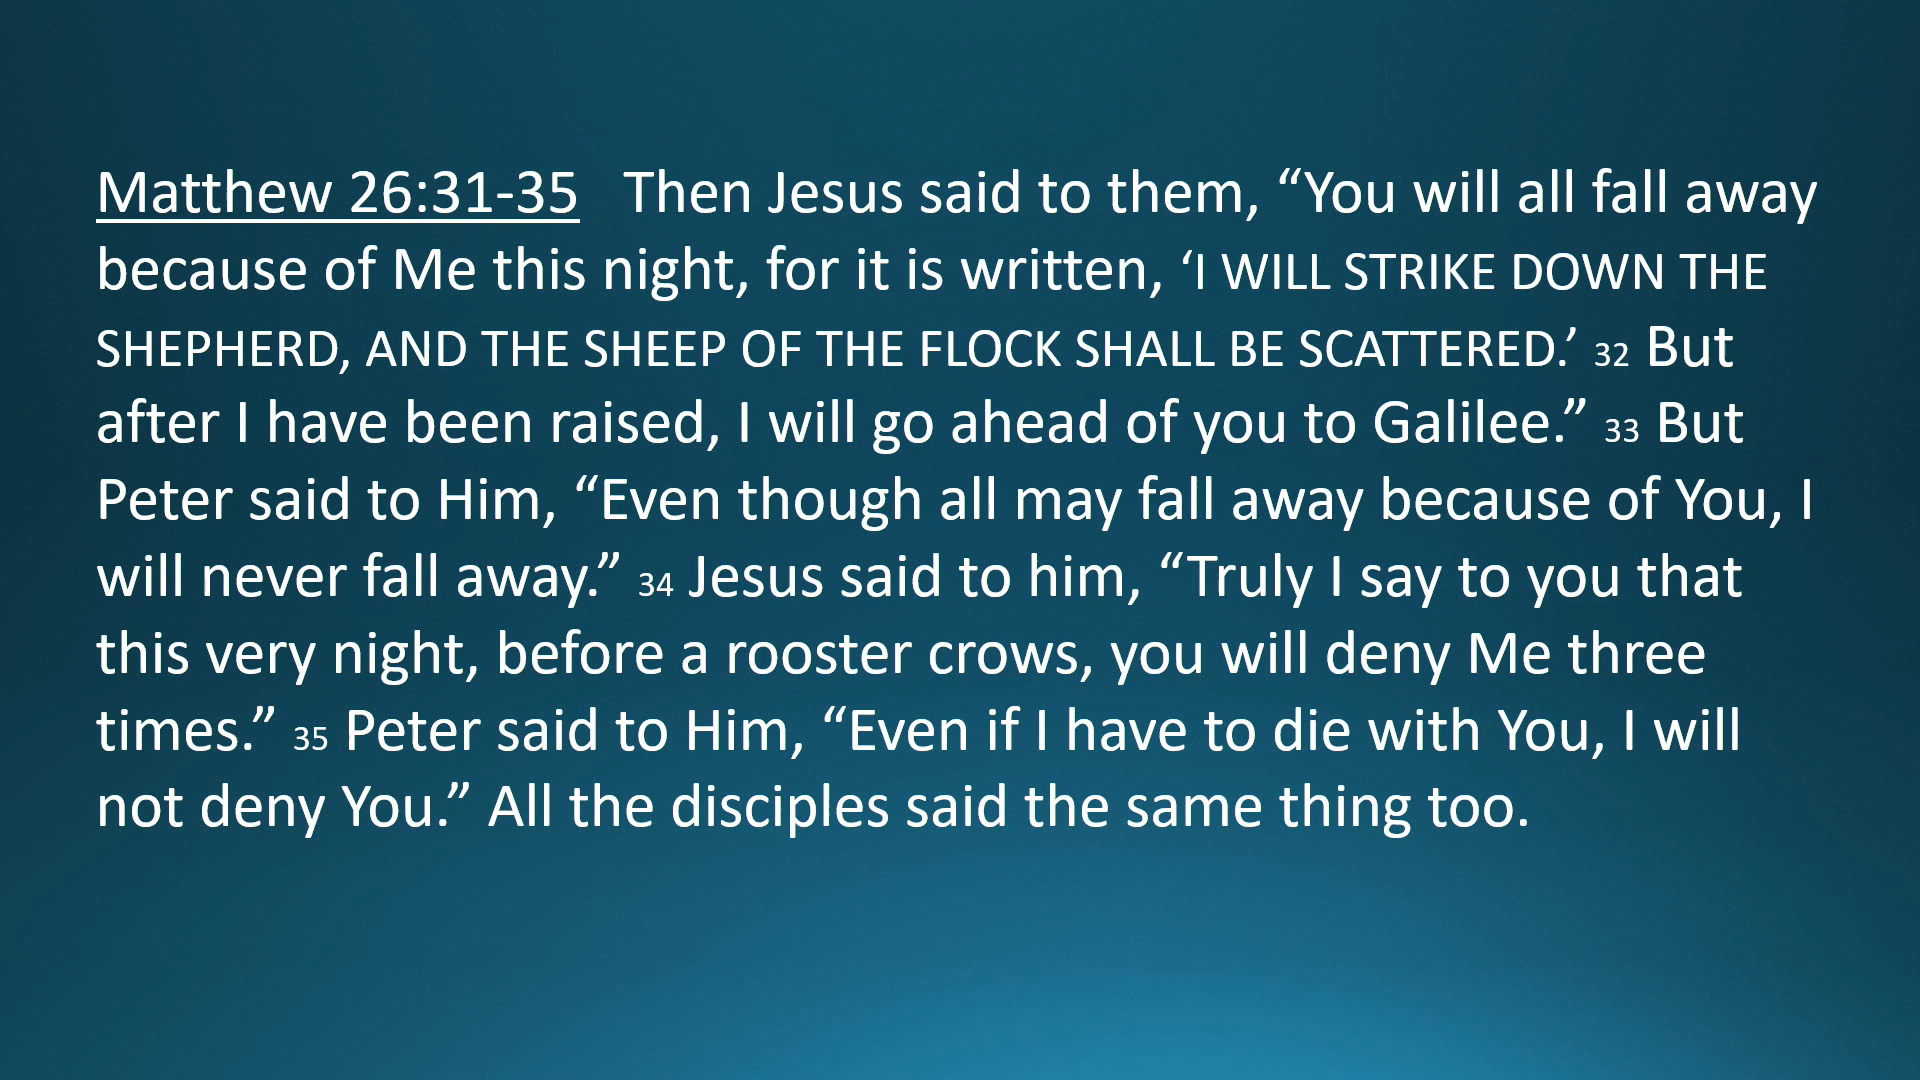 Matthew 26:31-35   Then Jesus said to them, “You will all fall away
because of Me this night, for it is written, ‘I WILL STRIKE DOWN THE
SHEPHERD, AND THE SHEEP OF THE FLOCK SHALL BE SCATTERED.’ 32 But
after I have been raised, I will go ahead of you to Galilee.” 33 But
Peter said to Him, “Even though all may fall away because of You, I
will never fall away.” 34 Jesus said to him, “Truly I say to you that
this very night, before a rooster crows, you will deny Me three
times.” 35 Peter said to Him, “Even if I have to die with You, I will
not deny You.” All the disciples said the same thing too.